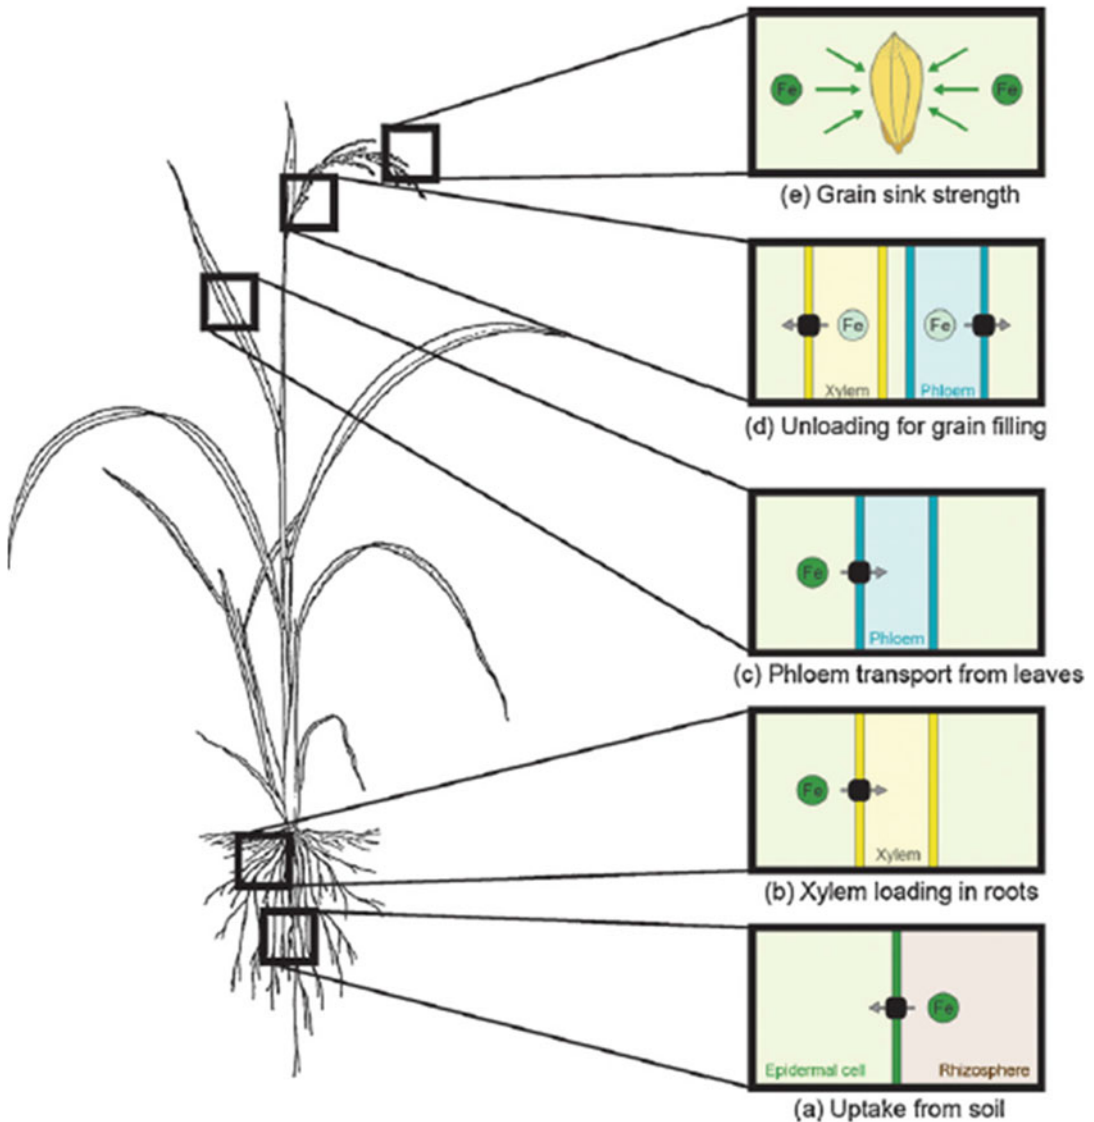 Fe Fe
(e) Grain sink strength
Fe Fe
Xylem Phloem
(d) Unloading for grain filling
Fe
Phloem
(c) Phloem transport from leaves
Fe
Xylem
(b) Xylem loading in roots
Fe
Epidermal cell Rhizosphere
(a) Uptake from soil